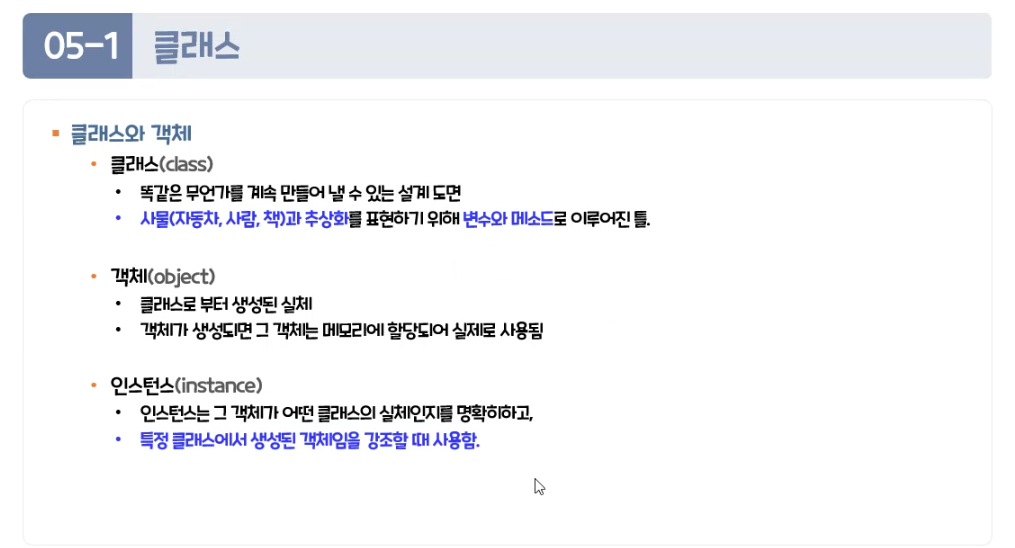 05-1 클래스
▪ 클래스와 객체
• 클래스(class)
• 똑같은 무언가를 계속 만들어 낼 수 있는 설계 도면
• 사물(자동차, 사람, 책)과 추상화를 표현하기 위해 변수와 메소드로 이루어진 틀.
• 객체(object)
• 클래스로 부터 생성된 실체
• 객체가 생성되면 그 객체는 메모리에 할당되어 실제로 사용됨
• 인스턴스(instance)
• 인스턴스는 그 객체가 어떤 클래스의 실체인지를 명확히하고,
• 특정 클래스에서 생성된 객체임을 강조할 때 사용함.